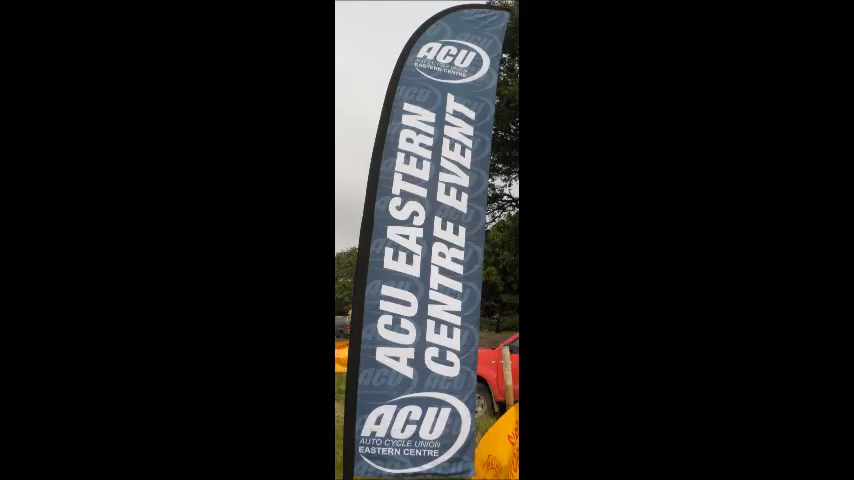 ACU
AUTO CYCLE UNION
EASTERN CENTRE
ACU EASTERN
CENTRE EVENT
ACU
AUTO CYCLE UNION
EASTERN CENTRE